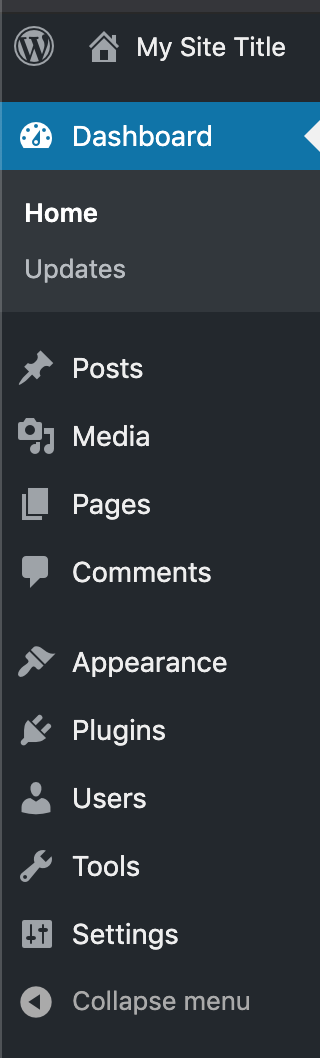 My Site Title
Dashboard
Home
Updates
Posts
Media
Pages
Comments
Appearance
Plugins
Users
Tools
Settings
Collapse menu